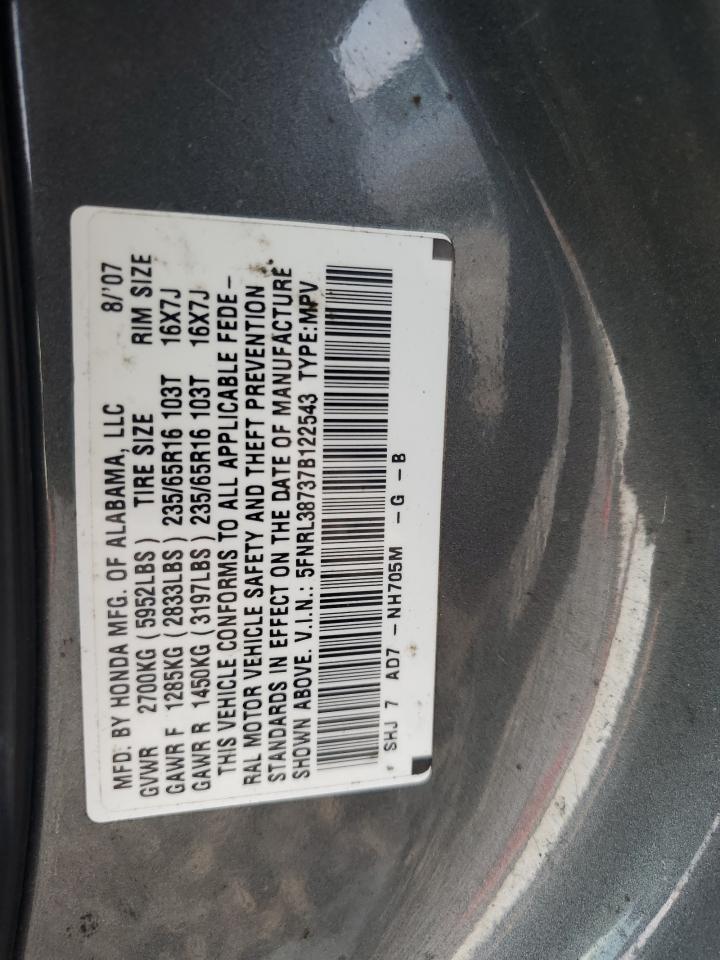 MFD. BY HONDA MFG. OF ALABAMA, LLC 8/'07
GVWR 2700KG (5952LBS) TIRE SIZE RIM SIZE
GAWR F 1285KG (2833LBS) 235/65R16 103T 16X7J
GAWR R 1450KG (3197LBS) 235/65R16 103T 16X7J
THIS VEHICLE CONFORMS TO ALL APPLICABLE FEDE-
RAL MOTOR VEHICLE SAFETY AND THEFT PREVENTION
STANDARDS IN EFFECT ON THE DATE OF MANUFACTURE
SHOWN ABOVE. V.I.N.: 5FNRL38737B122543 TYPE:MPV
SHJ 7 AD7 -NH705M -G -B